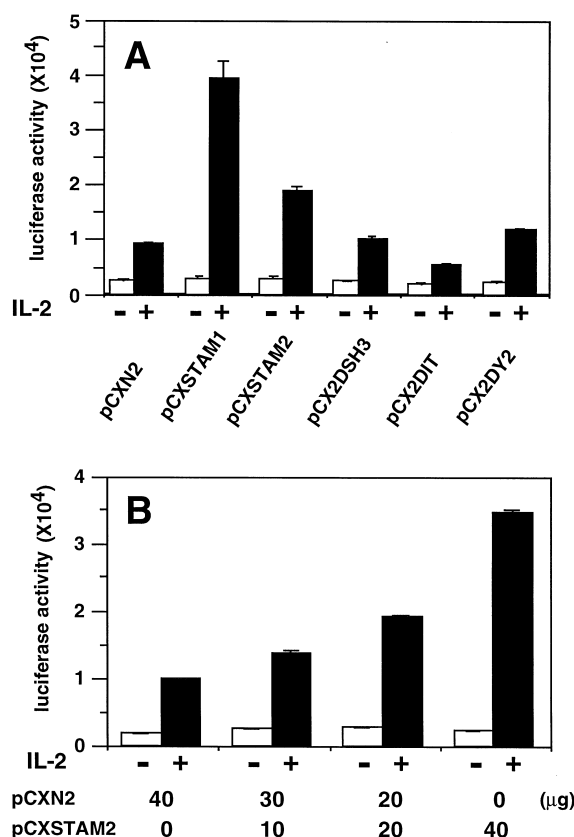 A
luciferase activity (X10⁴)
5
4
3
2
1
0
IL-2 - + - + - + - + - + - +
pCXN2 pCXSTAM1 pCXSTAM2 pCX2DSH3 pCX2DIT pCX2DY2
B
luciferase activity (X10⁴)
4
3
2
1
0
IL-2 - + - + - + - +
pCXN2 40 30 20 0 (μg)
pCXSTAM2 0 10 20 40